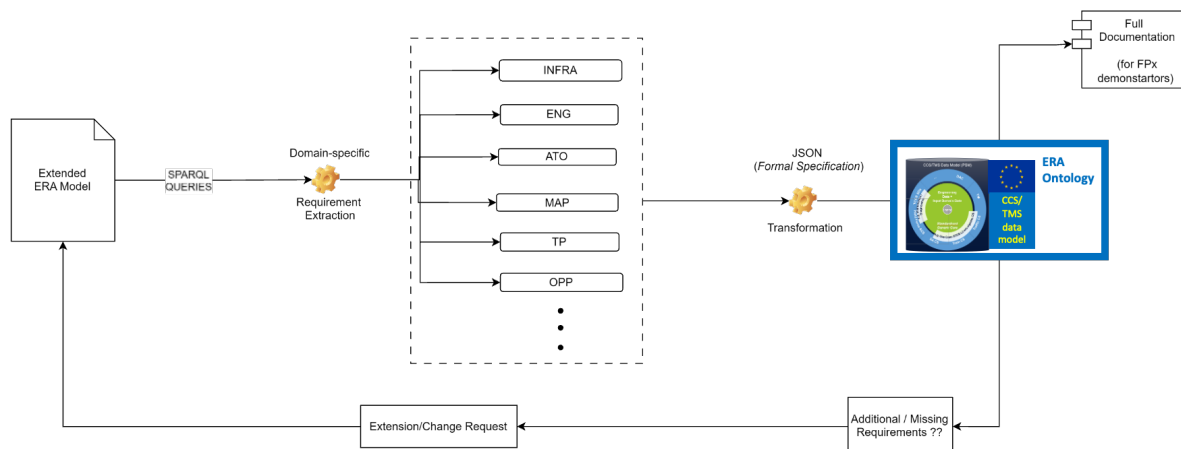 Full
Documentation
(for FPx
demonstartors)
INFRA
ENG
ATO
MAP
TP
OPP
Extended
ERA Model
SPARQL
QUERIES
Domain-specific
Requirement
Extraction
JSON
(Formal Specification)
Transformation
ERA
Ontology
CCS/
TMS
data
model
Additional / Missing
Requirements ??
Extension/Change Request